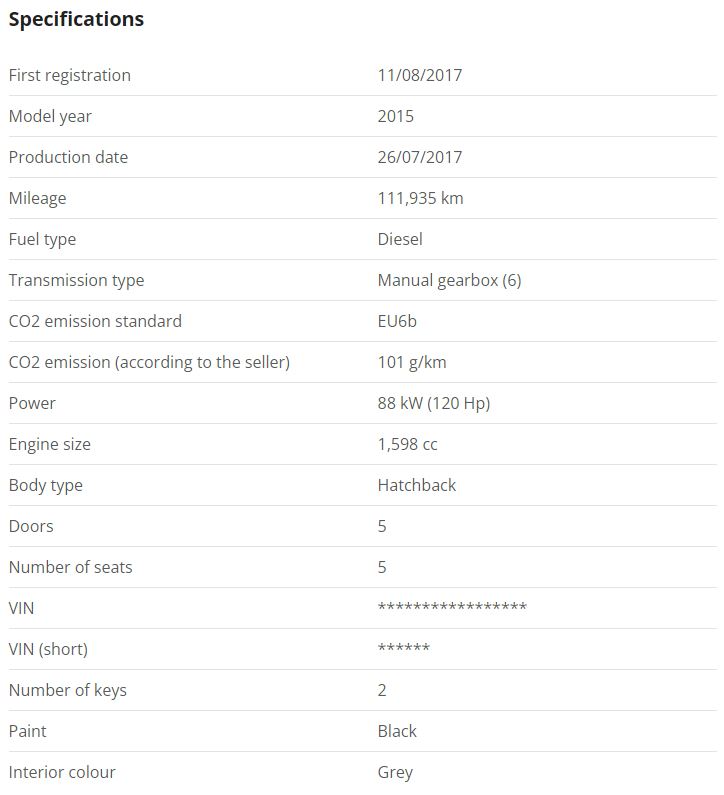 Specifications
First registration 11/08/2017
Model year 2015
Production date 26/07/2017
Mileage 111,935 km
Fuel type Diesel
Transmission type Manual gearbox (6)
CO2 emission standard EU6b
CO2 emission (according to the seller) 101 g/km
Power 88 kW (120 Hp)
Engine size 1,598 cc
Body type Hatchback
Doors 5
Number of seats 5
VIN *****************
VIN (short) ******
Number of keys 2
Paint Black
Interior colour Grey